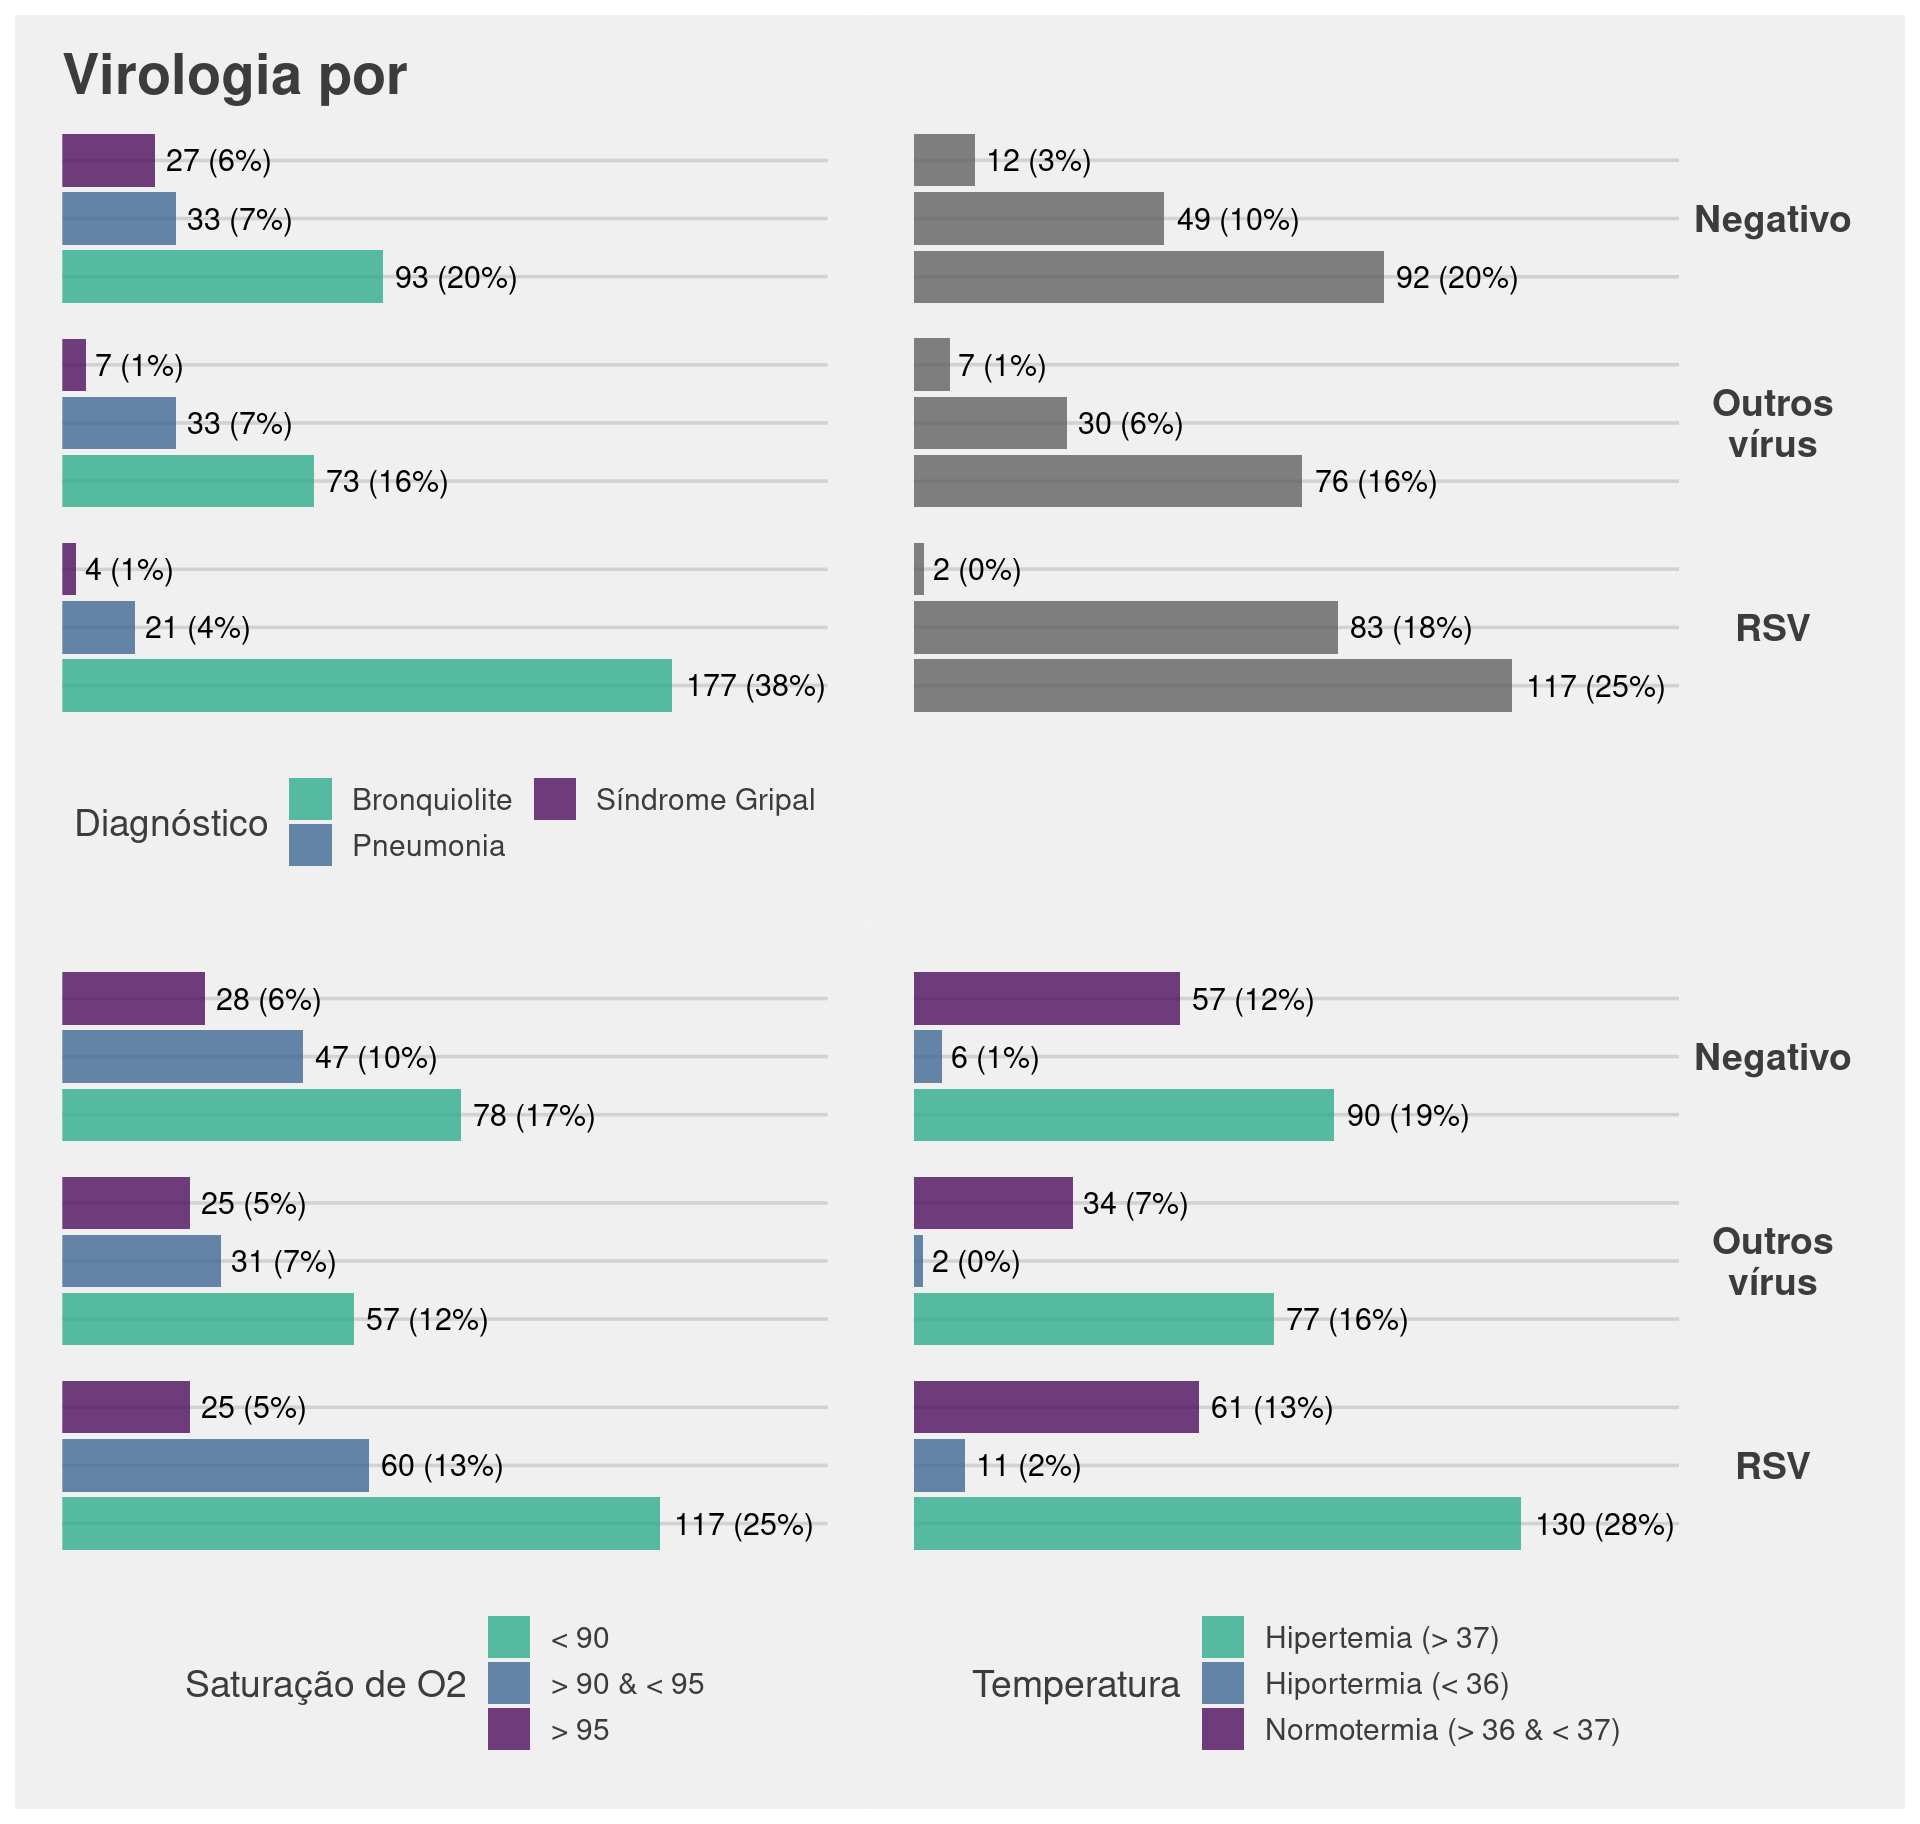 Virologia por
27 (6%)
33 (7%)
93 (20%)
7 (1%)
33 (7%)
73 (16%)
4 (1%)
21 (4%)
177 (38%)
Diagnóstico
Bronquiolite
Pneumonia
Síndrome Gripal
12 (3%)
49 (10%)
92 (20%)
Negativo
7 (1%)
30 (6%)
76 (16%)
Outros
vírus
2 (0%)
83 (18%)
117 (25%)
RSV
28 (6%)
47 (10%)
78 (17%)
25 (5%)
31 (7%)
57 (12%)
25 (5%)
60 (13%)
117 (25%)
Saturação de O2
< 90
> 90 & < 95
> 95
57 (12%)
6 (1%)
90 (19%)
Negativo
34 (7%)
2 (0%)
77 (16%)
Outros
vírus
61 (13%)
11 (2%)
130 (28%)
RSV
Temperatura
Hipertemia (> 37)
Hiportermia (< 36)
Normotermia (> 36 & < 37)